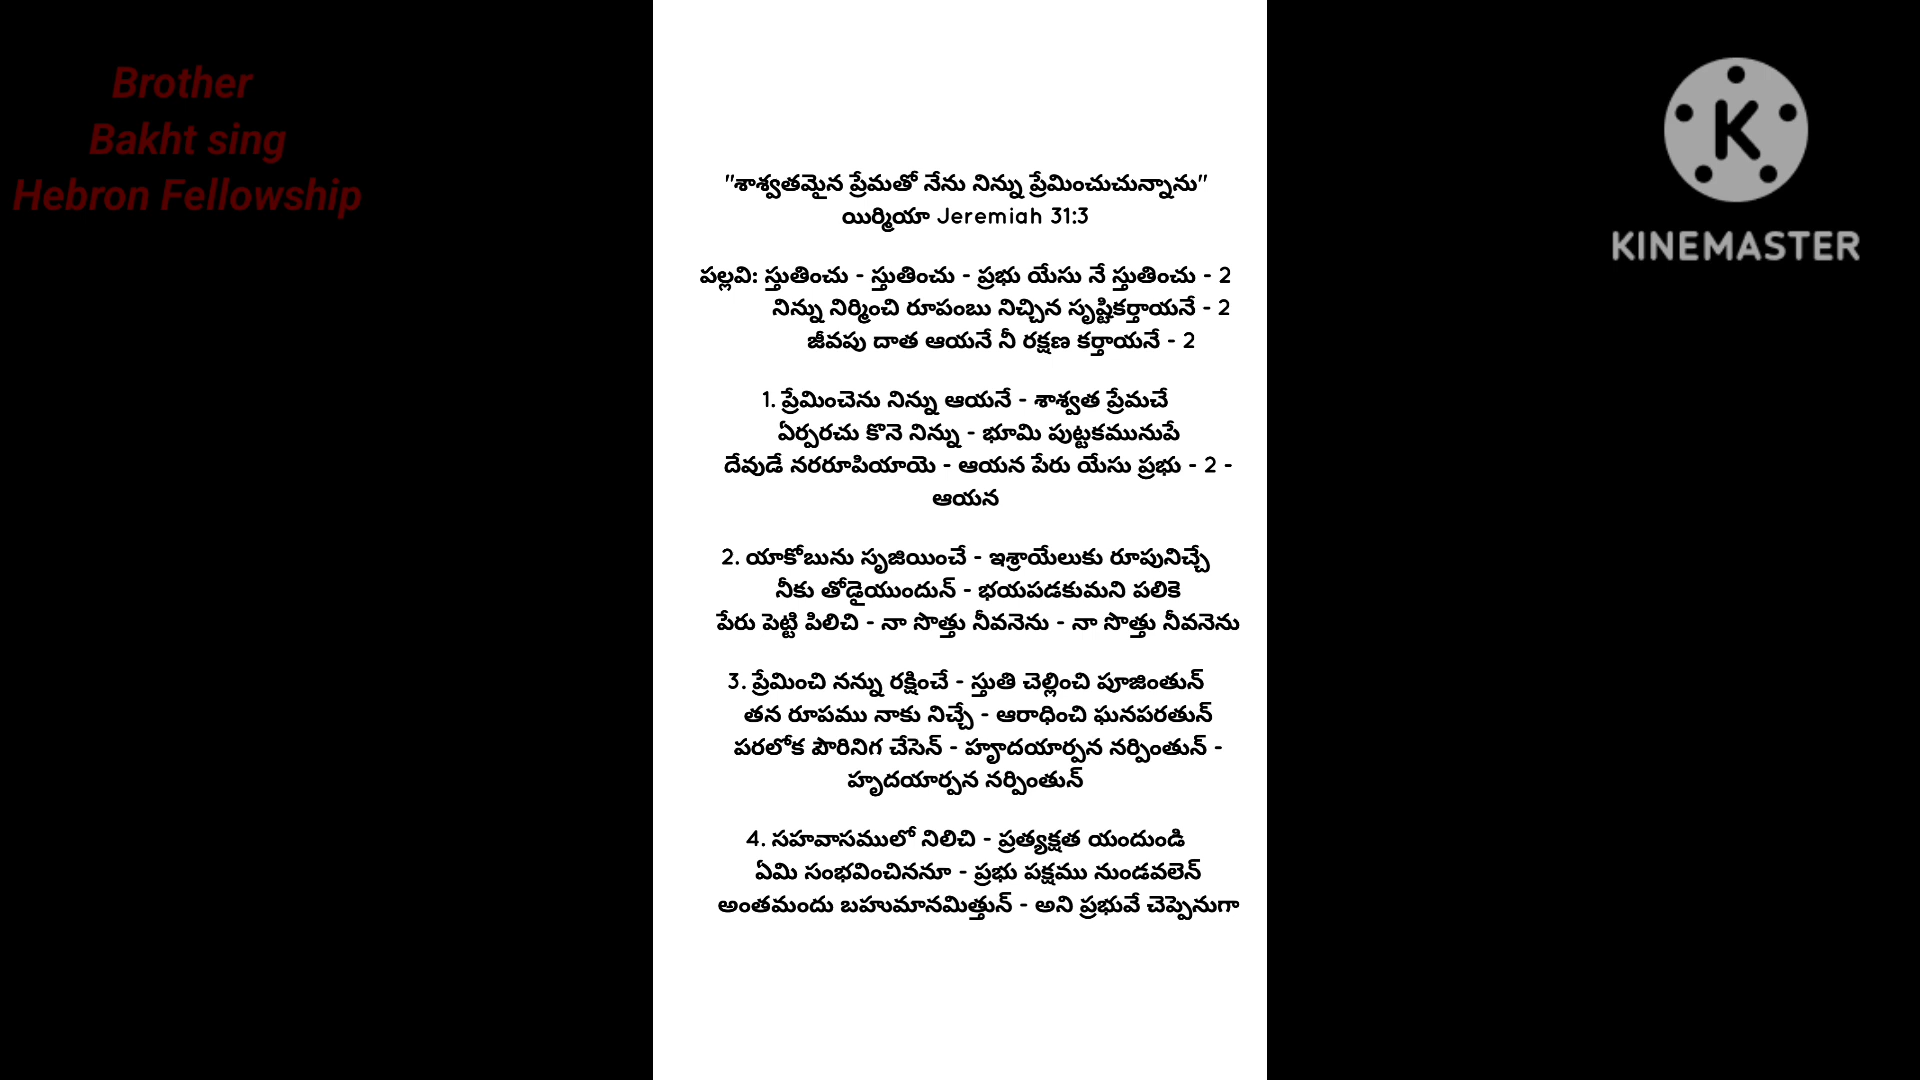 Brother
Bakht sing
Hebron Fellowship
KINEMASTER
"శాశ్వతమైన ప్రేమతో నేను నిన్ను ప్రేమించుచున్నాను"
యిర్మియా Jeremiah 31:3
పల్లవి: స్తుతించు - స్తుతించు - ప్రభు యేసు నే స్తుతించు - 2
నిన్ను నిర్మించి రూపంబు నిచ్చిన సృష్టికర్తాయనే - 2
జీవపు దాత ఆయనే నీ రక్షణ కర్తాయనే - 2
1. ప్రేమించెను నిన్ను ఆయనే - శాశ్వత ప్రేమచే
ఏర్పరచు కొనె నిన్ను - భూమి పుట్టకమునుపే
దేవుడే నరరూపియాయె - ఆయన పేరు యేసు ప్రభు - 2 -
ఆయన
2. యాకోబును సృజియించే - ఇశ్రాయేలుకు రూపునిచ్చే
నీకు తోడైయుందున్ - భయపడకుమని పలికె
పేరు పెట్టి పిలిచి - నా సొత్తు నీవనెను - నా సొత్తు నీవనెను
3. ప్రేమించి నన్ను రక్షించే - స్తుతి చెల్లించి పూజింతున్
తన రూపము నాకు నిచ్చే - ఆరాధించి ఘనపరతున్
పరలోక పౌరినిగ చేసెన్ - హౄదయార్పన నర్పింతున్ -
హృదయార్పన నర్పింతున్
4. సహవాసములో నిలిచి - ప్రత్యక్షత యందుండి
ఏమి సంభవించిననూ - ప్రభు పక్షము నుండవలెన్
అంతమందు బహుమానమిత్తున్ - అని ప్రభువే చెప్పెనుగా